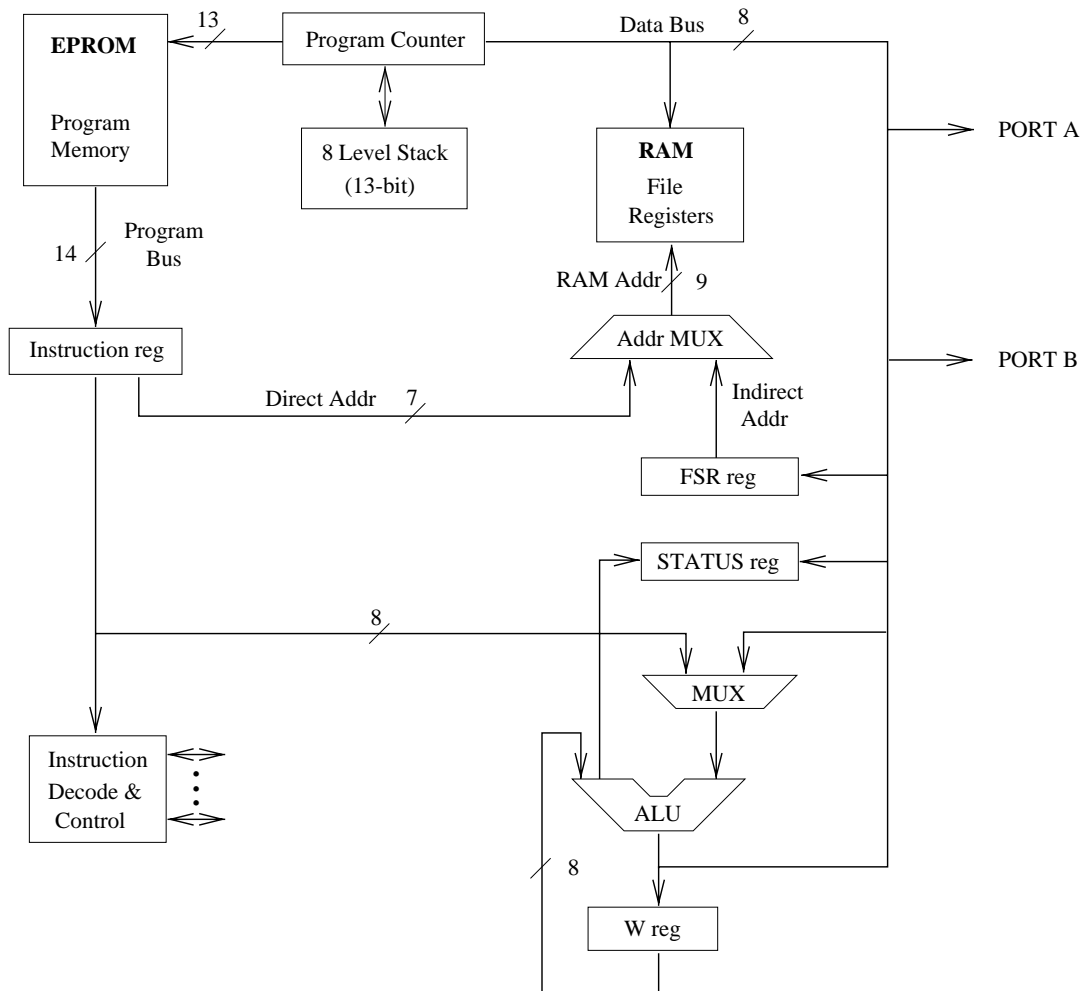 13
EPROM
Program
Memory
Program Counter
Data Bus
8
8 Level Stack
(13-bit)
RAM
File
Registers
PORT A
14
Program
Bus
RAM Addr
9
Instruction reg
Addr MUX
PORT B
Direct Addr
7
Indirect
Addr
FSR reg
STATUS reg
8
MUX
Instruction
Decode &
Control
ALU
8
W reg